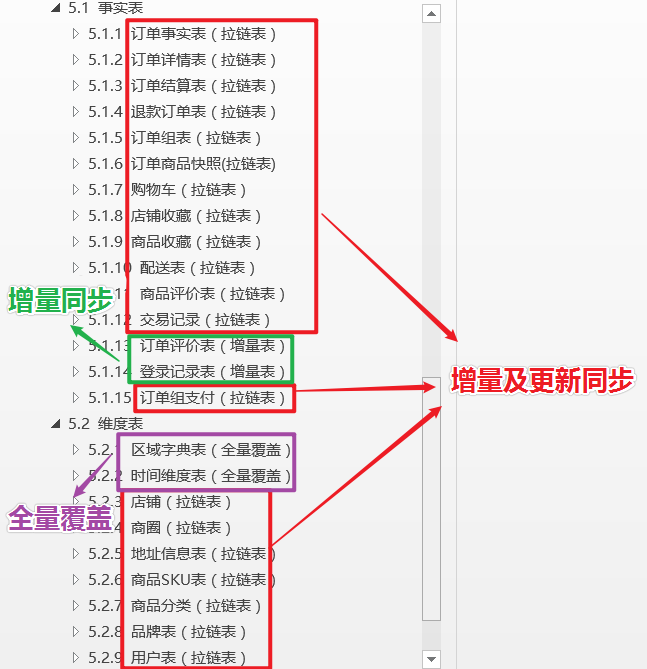 5.1 事实表
5.1.1 订单事实表（拉链表）
5.1.2 订单详情表（拉链表）
5.1.3 订单结算表（拉链表）
5.1.4 退款订单表（拉链表）
5.1.5 订单组表（拉链表）
5.1.6 订单商品快照(拉链表)
5.1.7 购物车（拉链表）
5.1.8 店铺收藏（拉链表）
5.1.9 商品收藏（拉链表）
5.1.10 配送表（拉链表）
增量同步
11 商品评价表（拉链表）
5.1.12 交易记录（拉链表）
5.1.13 订单评价表（增量表）
5.1.14 登录记录表（增量表）
增量及更新同步
5.1.15 订单组支付（拉链表）
5.2 维度表
5.2.1 区域字典表（全量覆盖）
5.2.2 时间维度表（全量覆盖）
5.2.3 店铺（拉链表）
全量覆盖
5.2.4 商圈（拉链表）
5.2.5 地址信息表（拉链表）
5.2.6 商品SKU表（拉链表）
5.2.7 商品分类（拉链表）
5.2.8 品牌表（拉链表）
5.2.9 用户表（拉链表）